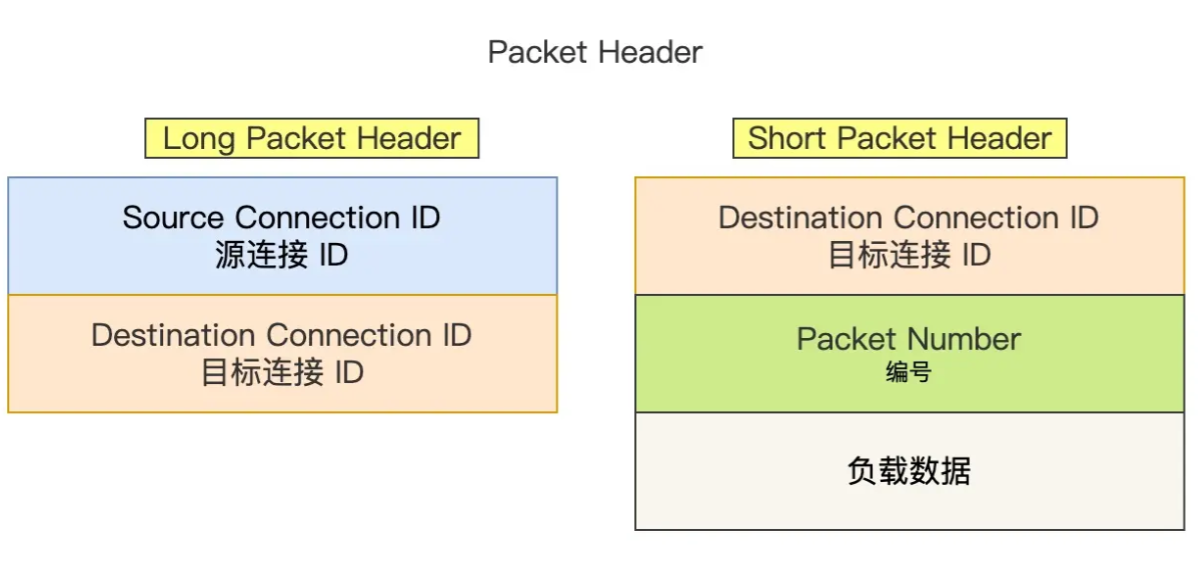 Packet Header
Long Packet Header
Source Connection ID
源连接 ID
Destination Connection ID
目标连接 ID
Short Packet Header
Destination Connection ID
目标连接 ID
Packet Number
编号
负载数据